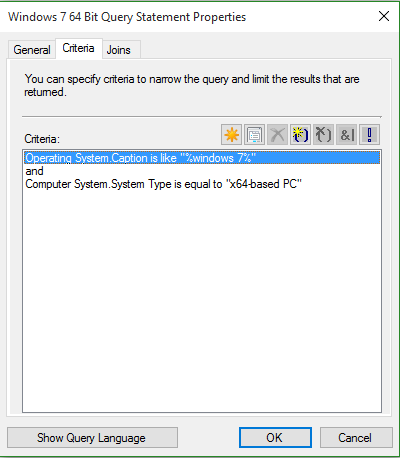 Windows 7 64 Bit Query Statement Properties
General Criteria Joins
You can specify criteria to narrow the query and limit the results that are
returned.
Criteria:
Operating System.Caption is like "%windows 7%"
and
Computer System.System Type is equal to "x64-based PC"
Show Query Language OK Cancel